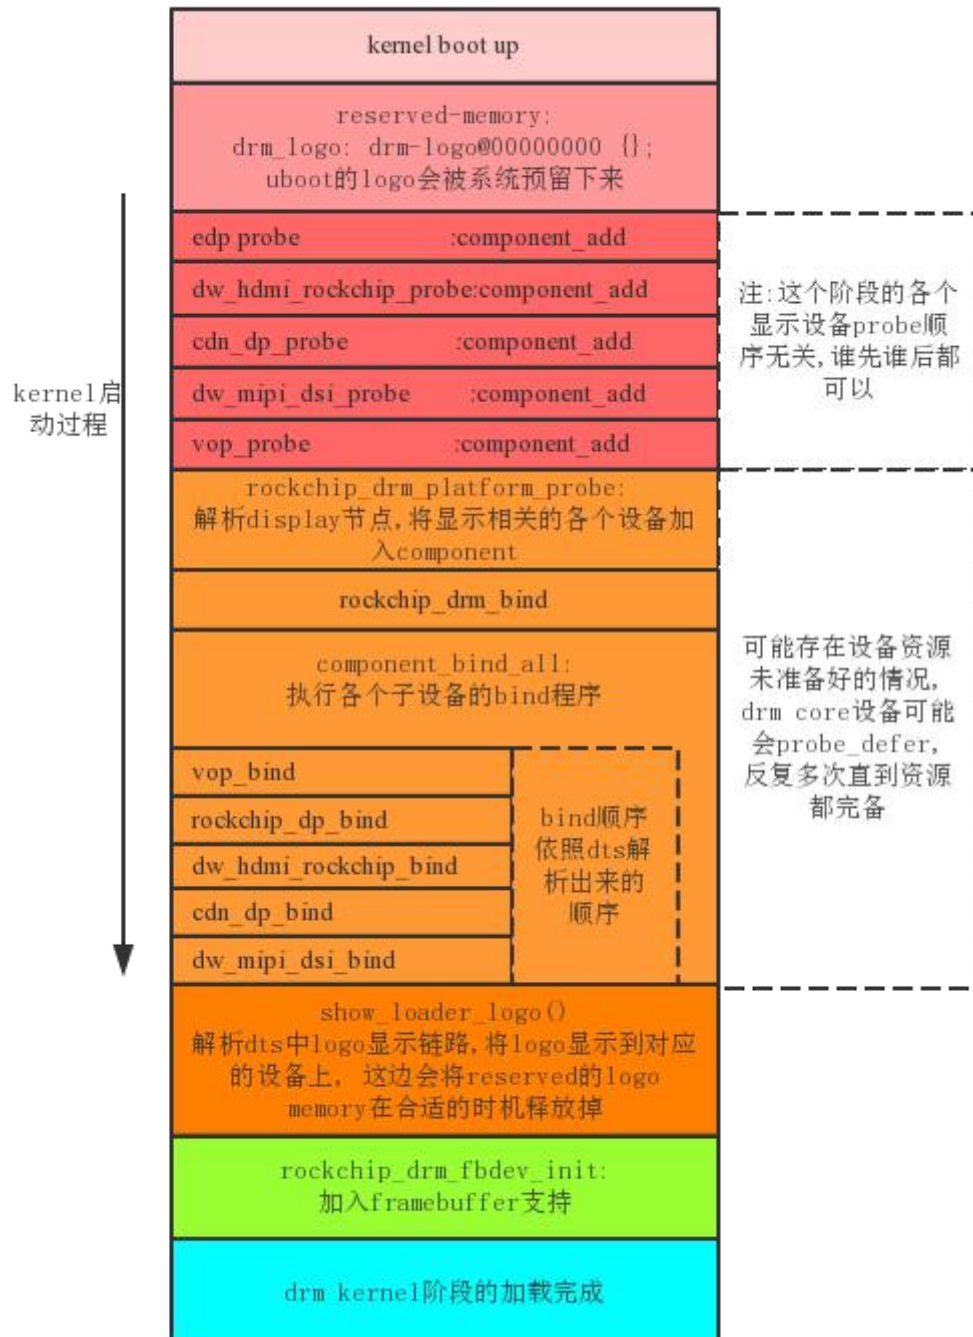 kernel boot up
reserved-memory:
drm_logo: drm-logo@00000000 {};
uboot的logo会被系统预留下来
edp probe :component_add
dw_hdmi_rockchip_probe:component_add
cdn_dp_probe :component_add
dw_mipi_dsi_probe :component_add
vop_probe :component_add
注:这个阶段的各个
显示设备probe顺
序无关,谁先谁后都
可以
kernel启
动过程
rockchip_drm_platform_probe:
解析display节点,将显示相关的各个设备加
入component
rockchip_drm_bind
component_bind_all:
执行各个子设备的bind程序
vop_bind
rockchip_dp_bind
dw_hdmi_rockchip_bind
cdn_dp_bind
dw_mipi_dsi_bind
bind顺序
依照dts解
析出来的
顺序
可能存在设备资源
未准备好的情况,
drm core设备可能
会probe_defer,
反复多次直到资源
都完备
show_loader_logo()
解析dts中logo显示链路,将logo显示到对应
的设备上, 这边会将reserved的logo
memory在合适的时机释放掉
rockchip_drm_fbdev_init:
加入framebuffer支持
drm kernel阶段的加载完成